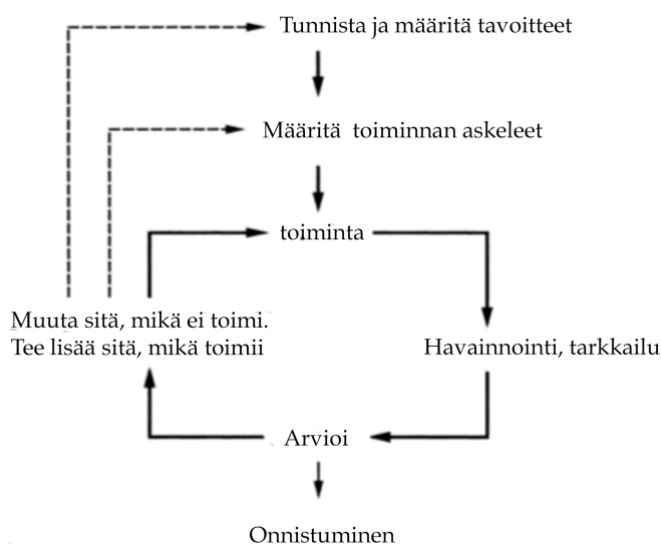 Tunnista ja määritä tavoitteet
Määritä toiminnan askeleet
toiminta
Muuta sitä, mikä ei toimi.
Tee lisää sitä, mikä toimii
Havainnointi, tarkkailu
Arvioi
Onnistuminen